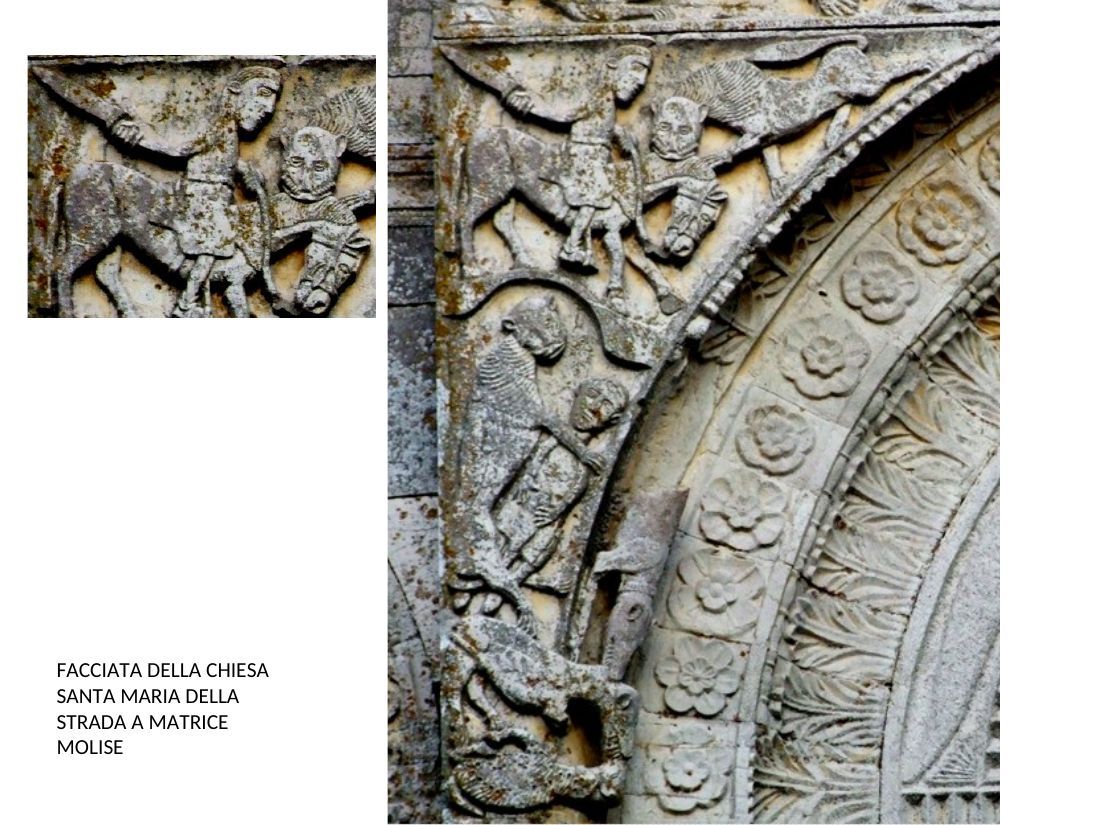 FACCIATA DELLA CHIESA
SANTA MARIA DELLA
STRADA A MATRICE
MOLISE